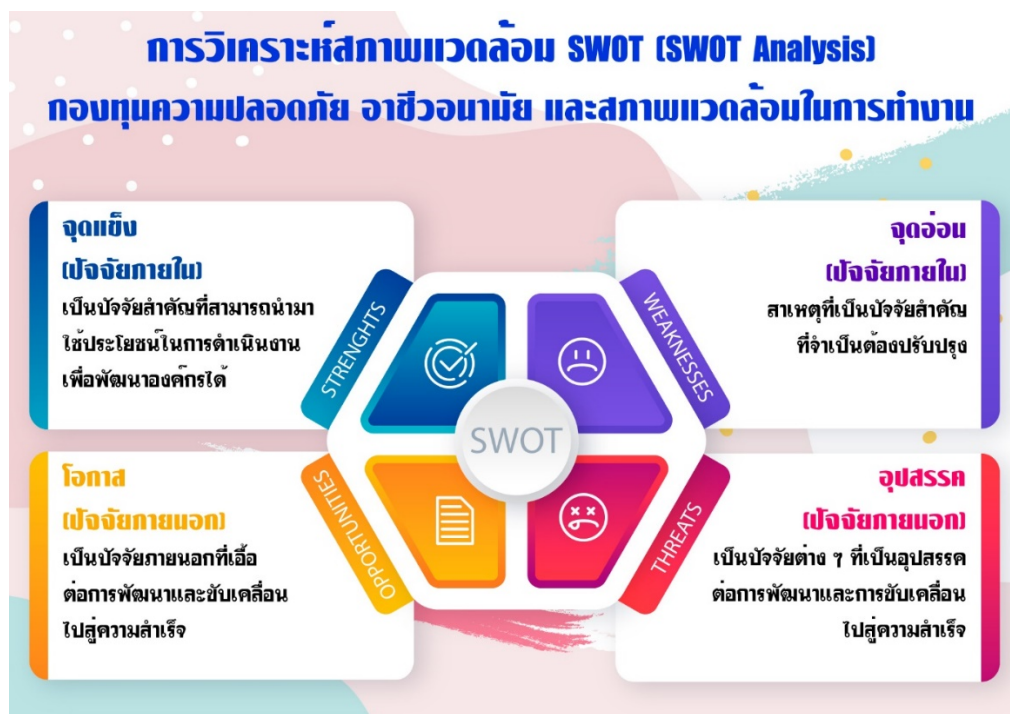 การวิเคราะห์สภาพแวดล้อม SWOT (SWOT Analysis)
กองทุนความปลอดภัย อาชีวอนามัย และสภาพแวดล้อมในการทำงาน
จุดแข็ง
(ปัจจัยภายใน)
เป็นปัจจัยสำคัญที่สามารถนำมา
ใช้ประโยชน์ในการดำเนินงาน
เพื่อพัฒนาองค์กรได้
STRENGHTS
จุดอ่อน
(ปัจจัยภายใน)
สาเหตุที่เป็นปัจจัยสำคัญ
ที่จำเป็นต้องปรับปรุง
WEAKNESSES
SWOT
โอกาส
(ปัจจัยภายนอก)
เป็นปัจจัยภายนอกที่เอื้อ
ต่อการพัฒนาและขับเคลื่อน
ไปสู่ความสำเร็จ
OPPORTUNITIES
อุปสรรค
(ปัจจัยภายนอก)
เป็นปัจจัยต่าง ๆ ที่เป็นอุปสรรค
ต่อการพัฒนาและการขับเคลื่อน
ไปสู่ความสำเร็จ
THREATS